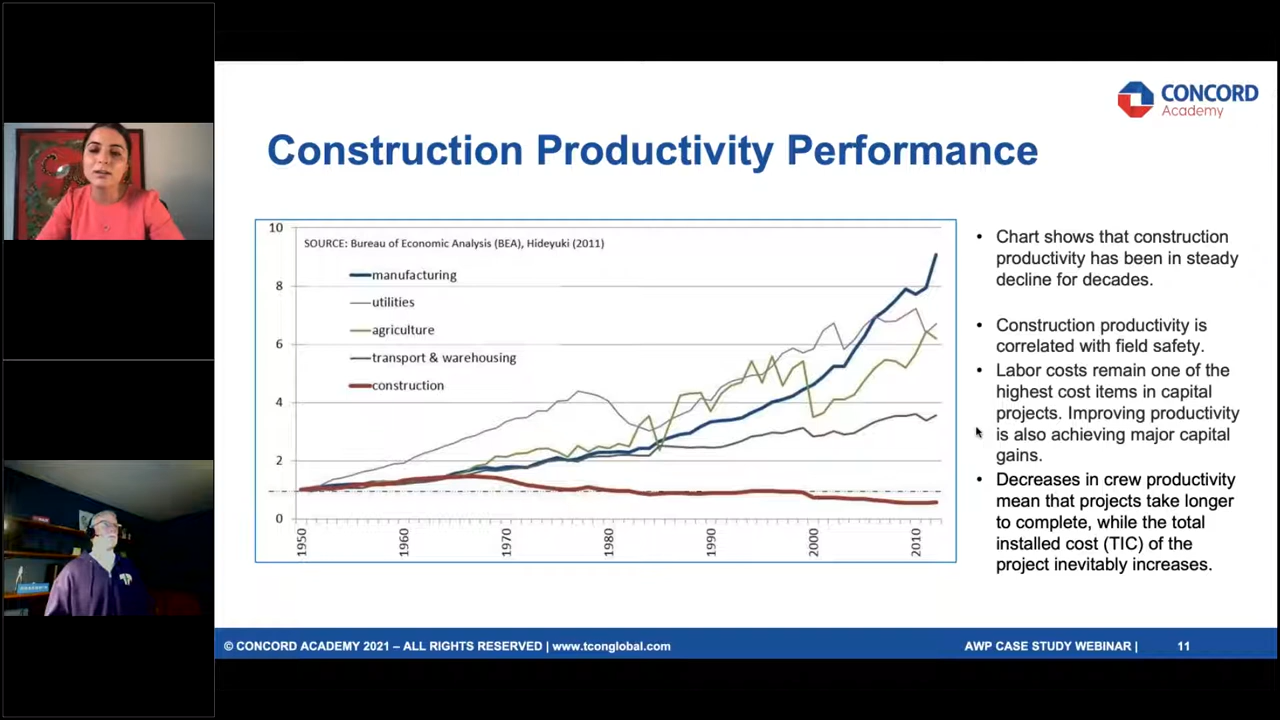 CONCORD
Academy
Construction Productivity Performance
10
8
6
4
2
0
SOURCE: Bureau of Economic Analysis (BEA), Hideyuki (2011)
manufacturing
utilities
agriculture
transport & warehousing
construction
1950
1960
1970
1980
1990
2000
2010
• Chart shows that construction
productivity has been in steady
decline for decades.
• Construction productivity is
correlated with field safety.
• Labor costs remain one of the
highest cost items in capital
projects. Improving productivity
is also achieving major capital
gains.
• Decreases in crew productivity
mean that projects take longer
to complete, while the total
installed cost (TIC) of the
project inevitably increases.
© CONCORD ACADEMY 2021 – ALL RIGHTS RESERVED | www.tconglobal.com
AWP CASE STUDY WEBINAR |
11